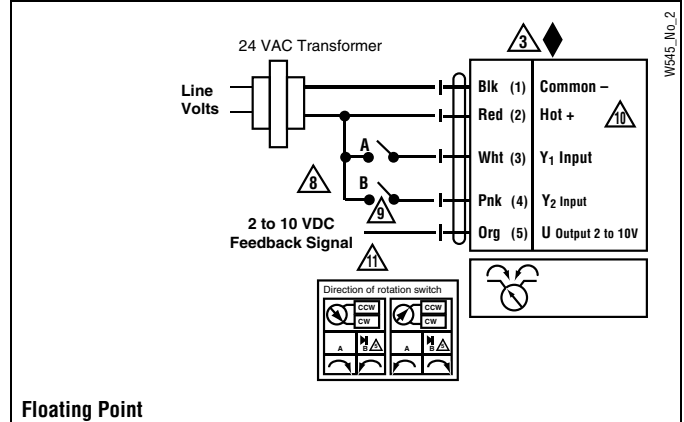 W545_No_2
24 VAC Transformer
3
Line
Volts
Blk (1) Common –
Red (2) Hot +
10
A
Wht (3) Y1 Input
8
B
9
Pnk (4) Y2 Input
2 to 10 VDC
Feedback Signal
Org (5) U Output 2 to 10V
11
Direction of rotation switch
CCW CCW
CW CW
A B 5 A B 5
Floating Point